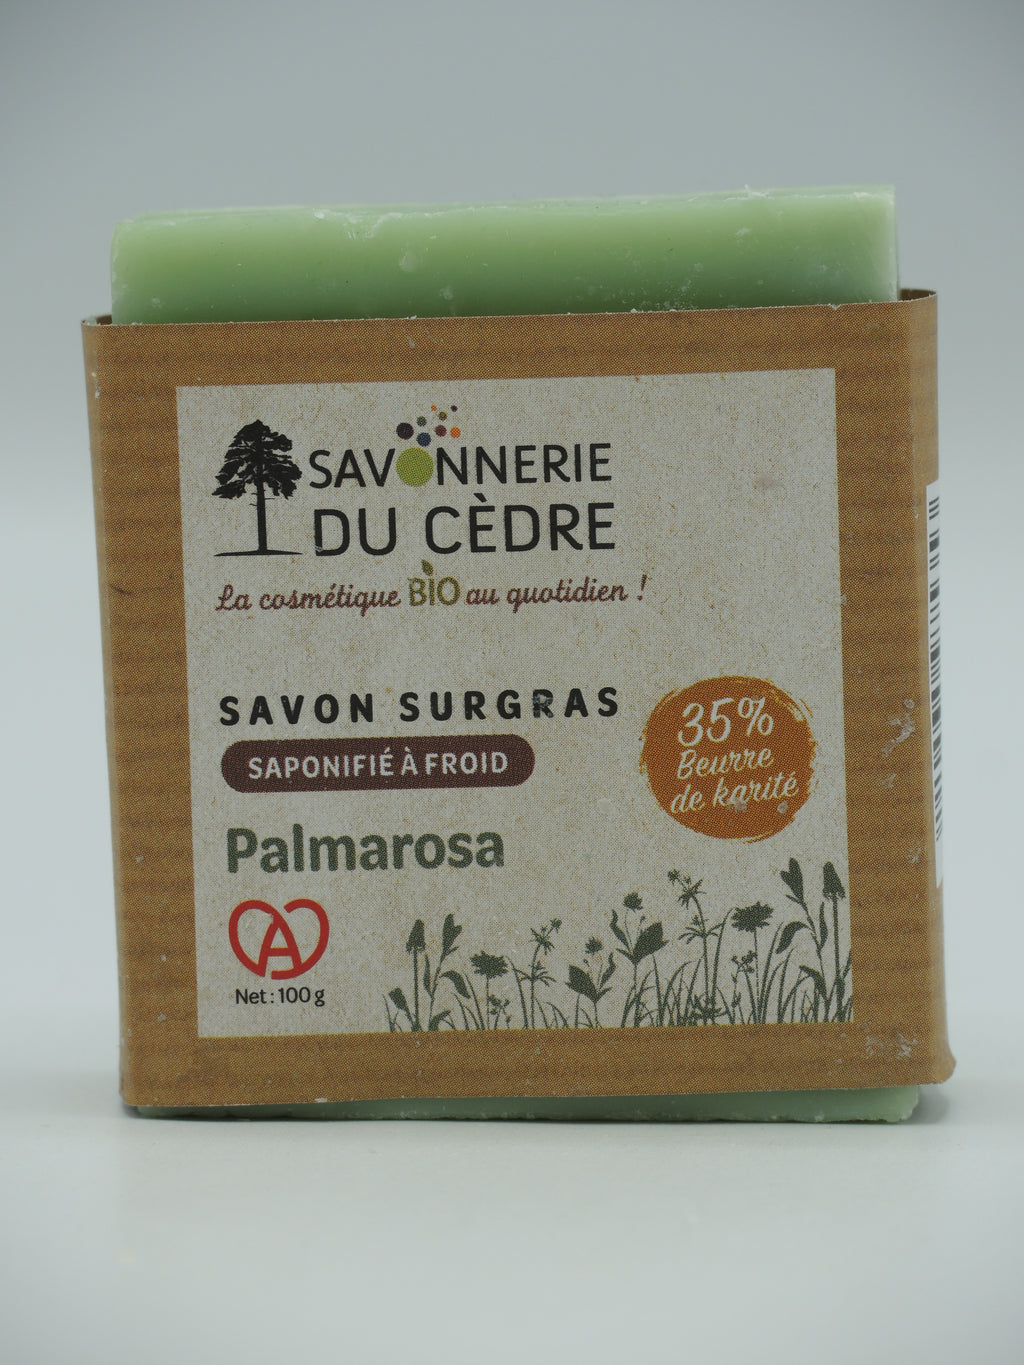 SAVONNERIE
DU CÈDRE
La cosmétique BIO au quotidien !
SAVON SURGRAS
SAPONIFIÉ À FROID
35%
Beurre
de karité
Palmarosa
A
Net : 100 g